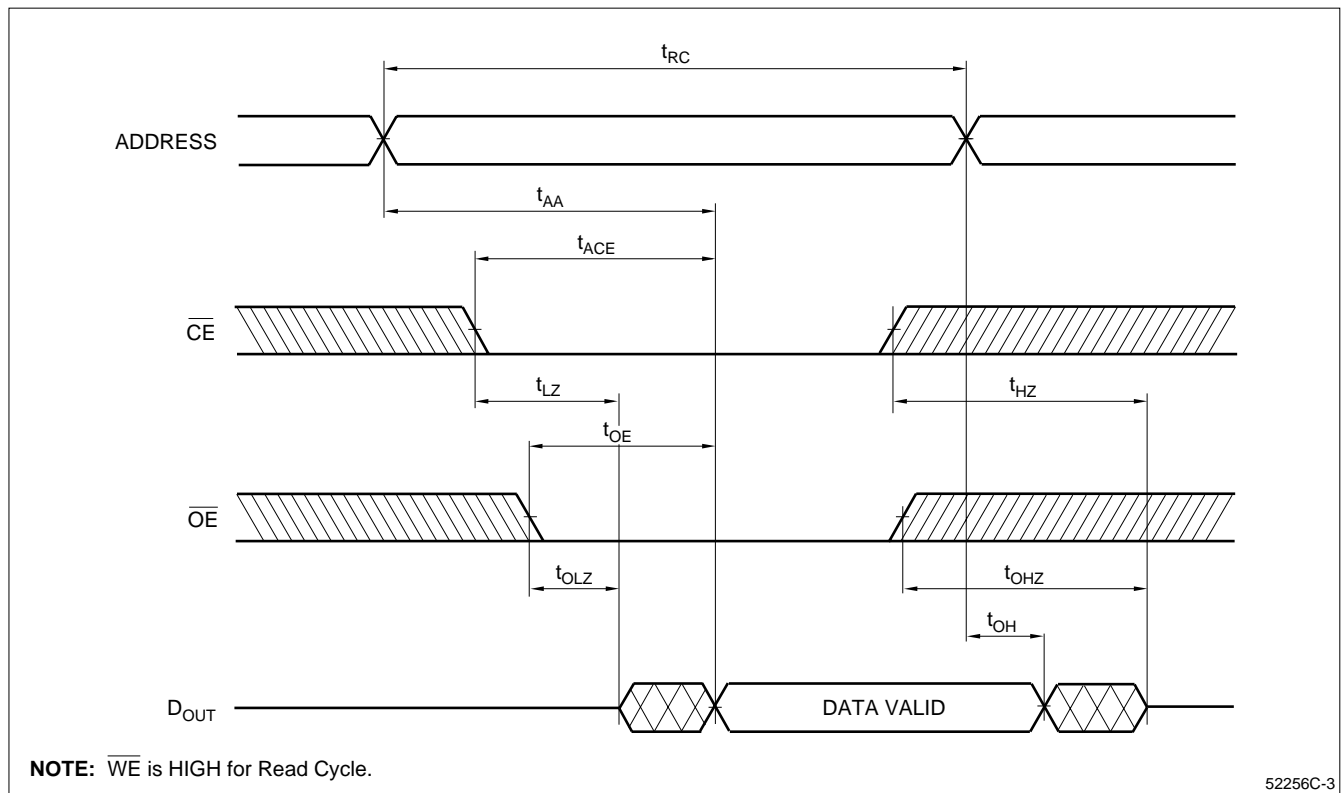 tRC
ADDRESS
tAA
tACE
CE
tLZ
tHZ
tOE
OE
tOLZ
tOHZ
tOH
DOUT
DATA VALID
NOTE: WE is HIGH for Read Cycle.
52256C-3